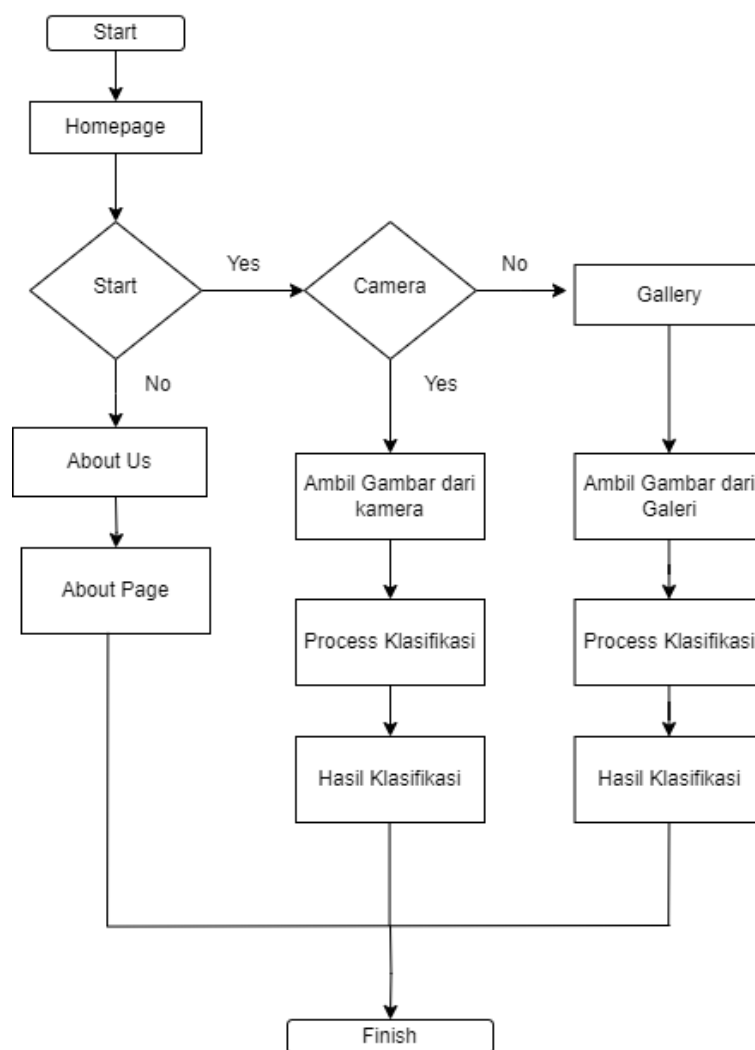 Start
Homepage
Start
Yes
Camera
No
Gallery
No
Yes
About Us
Ambil Gambar dari
kamera
Ambil Gambar dari
Galeri
About Page
Process Klasifikasi
Process Klasifikasi
Hasil Klasifikasi
Hasil Klasifikasi
Finish